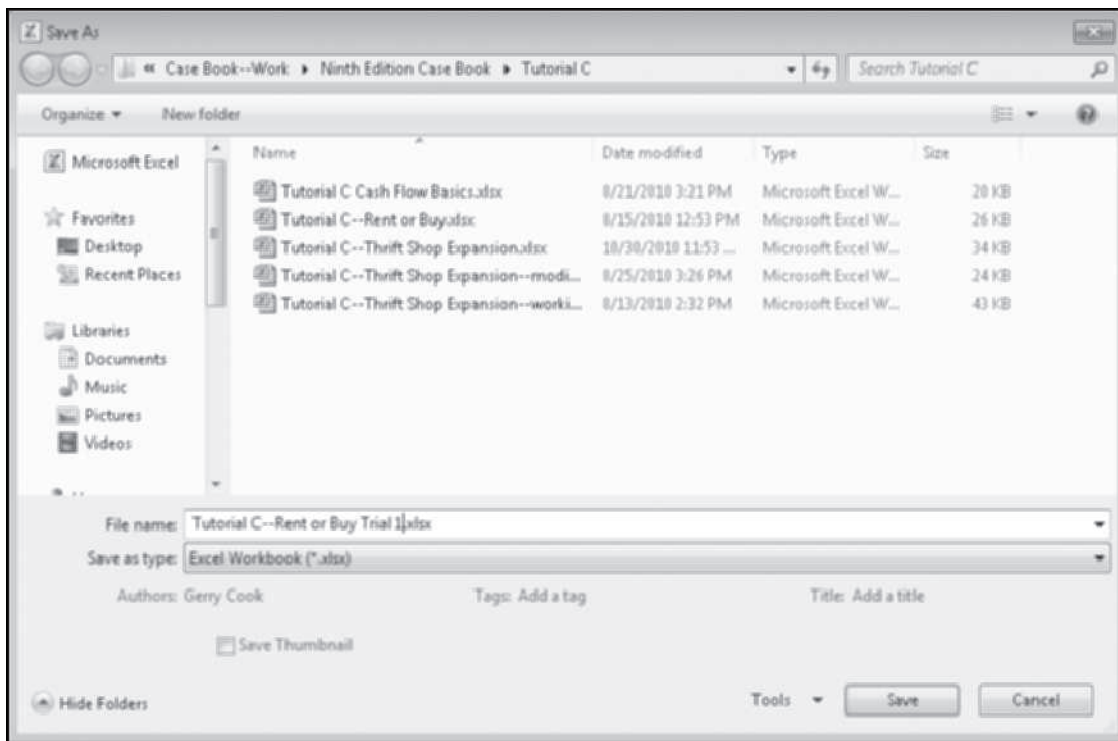 Save As
« Case Book--Work ▸ Ninth Edition Case Book ▸ Tutorial C
Search Tutorial C
Organize
New folder
Microsoft Excel
Favorites
Desktop
Recent Places
Libraries
Documents
Music
Pictures
Videos
Name Date modified Type Size
Tutorial C Cash Flow Basics.xlsx 8/21/2010 3:21 PM Microsoft Excel W... 20 KB
Tutorial C--Rent or Buy.xlsx 8/15/2010 12:53 PM Microsoft Excel W... 26 KB
Tutorial C--Thrift Shop Expansion.xlsx 10/30/2010 11:53 ... Microsoft Excel W... 34 KB
Tutorial C--Thrift Shop Expansion--modi... 8/25/2010 3:26 PM Microsoft Excel W... 24 KB
Tutorial C--Thrift Shop Expansion--worki... 8/13/2010 2:32 PM Microsoft Excel W... 43 KB
File name: Tutorial C--Rent or Buy Trial 1.xlsx
Save as type: Excel Workbook (*.xlsx)
Authors: Gerry Cook Tags: Add a tag Title: Add a title
Save Thumbnail
Hide Folders
Tools
Save
Cancel